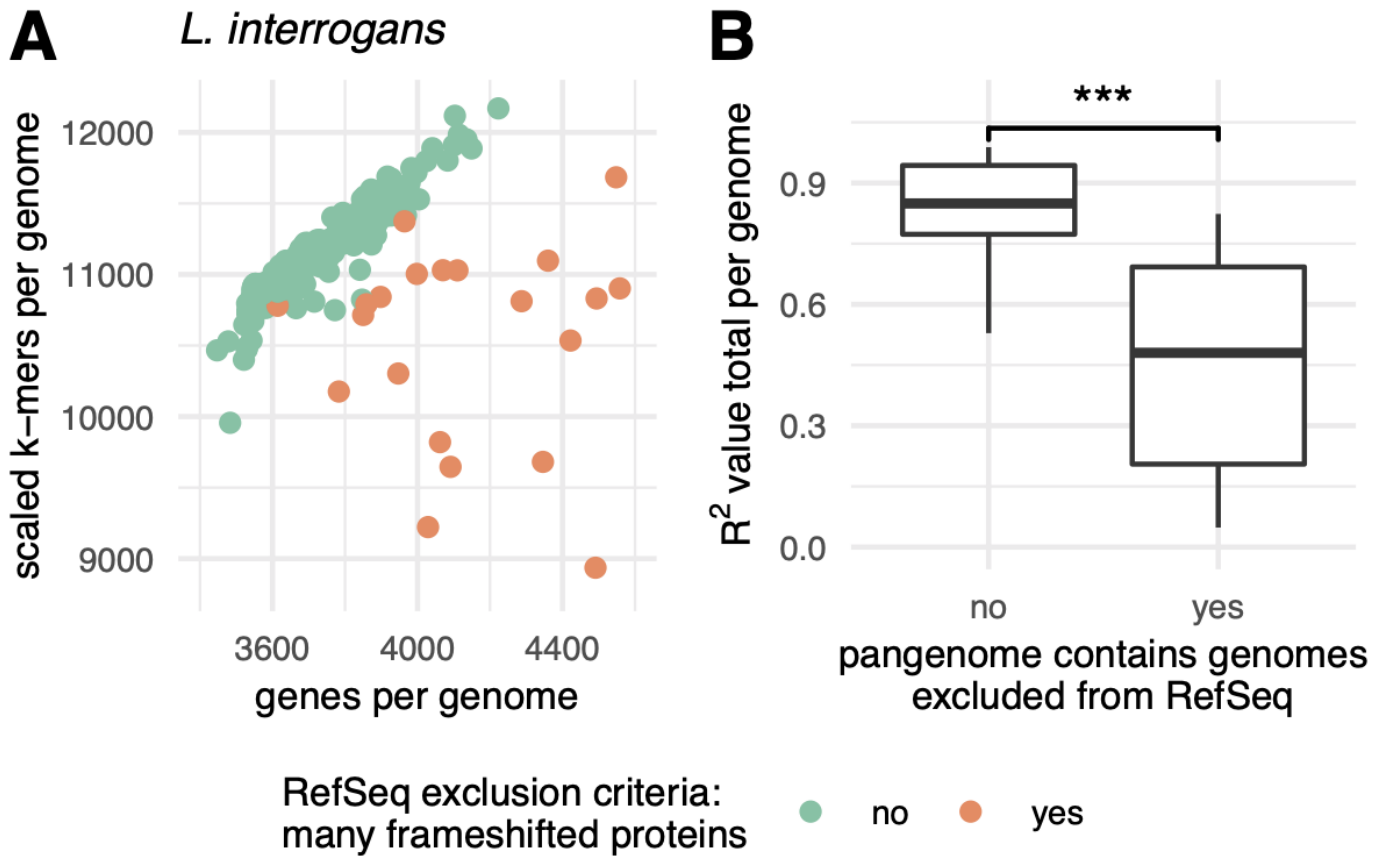 A
L. interrogans
scaled k−mers per genome
12000
11000
10000
9000
3600
4000
4400
genes per genome
B
***
R² value total per genome
0.9
0.6
0.3
0.0
no
yes
pangenome contains genomes
excluded from RefSeq
RefSeq exclusion criteria:
many frameshifted proteins
no
yes